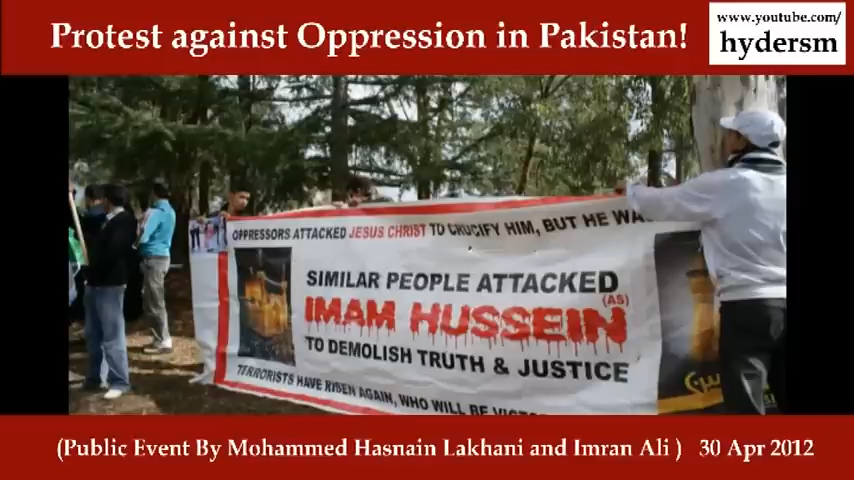 Protest against Oppression in Pakistan!
www.youtube.com/
hydersm
OPPRESSORS ATTACKED JESUS CHRIST TO CRUCIFY HIM, BUT HE
SIMILAR PEOPLE ATTACKED
IMAM HUSSEIN (AS)
TO DEMOLISH TRUTH & JUSTICE
TERRORISTS HAVE RISEN AGAIN, WHO WILL BE
(Public Event By Mohammed Hasnain Lakhani and Imran Ali ) 30 Apr 2012